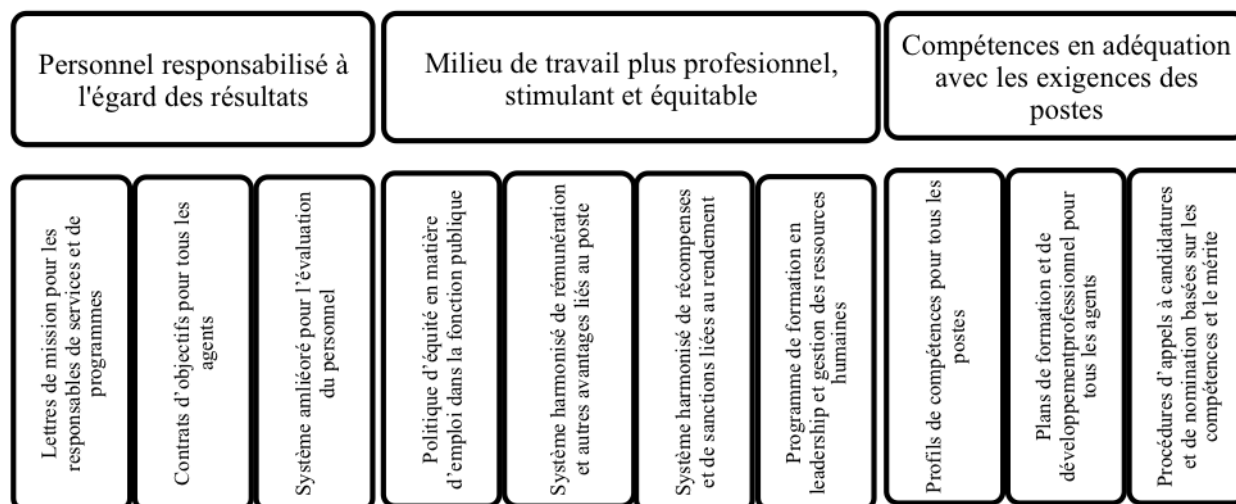 Personnel responsabilisé à
l'égard des résultats
Milieu de travail plus profesionnel,
stimulant et équitable
Compétences en adéquation
avec les exigences des
postes
Lettres de mission pour les
responsables de services et de
programmes
Contrats d’objectifs pour tous les
agents
Système amliéoré pour l’évaluation
du personnel
Politique d’équité en matière
d’emploi dans la fonction publique
Système harmonisé de rémunération
et autres avantages liés au poste
Système harmonisé de récompenses
et de sanctions liées au rendement
Programme de formation en
leadership et gestion des ressources
humaines
Profils de compétences pour tous les
postes
Plans de formation et de
développementprofessionnel pour
tous les agents
Procédures d’appels à candidatures
et de nomination basées sur les
compétences et le mérite